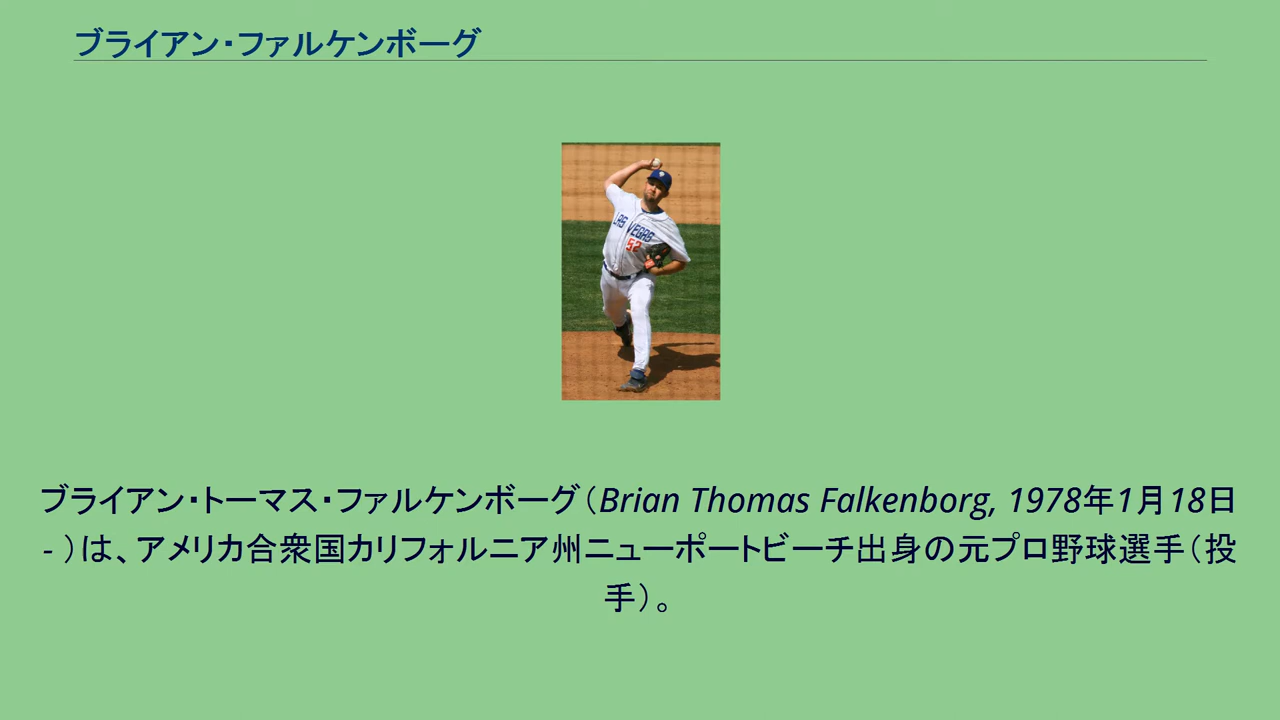 ブライアン・ファルケンボーグ
LAS VEGAS
52
ブライアン・トーマス・ファルケンボーグ（Brian Thomas Falkenborg, 1978年1月18日
- ）は、アメリカ合衆国カリフォルニア州ニューポートビーチ出身の元プロ野球選手（投
手）。